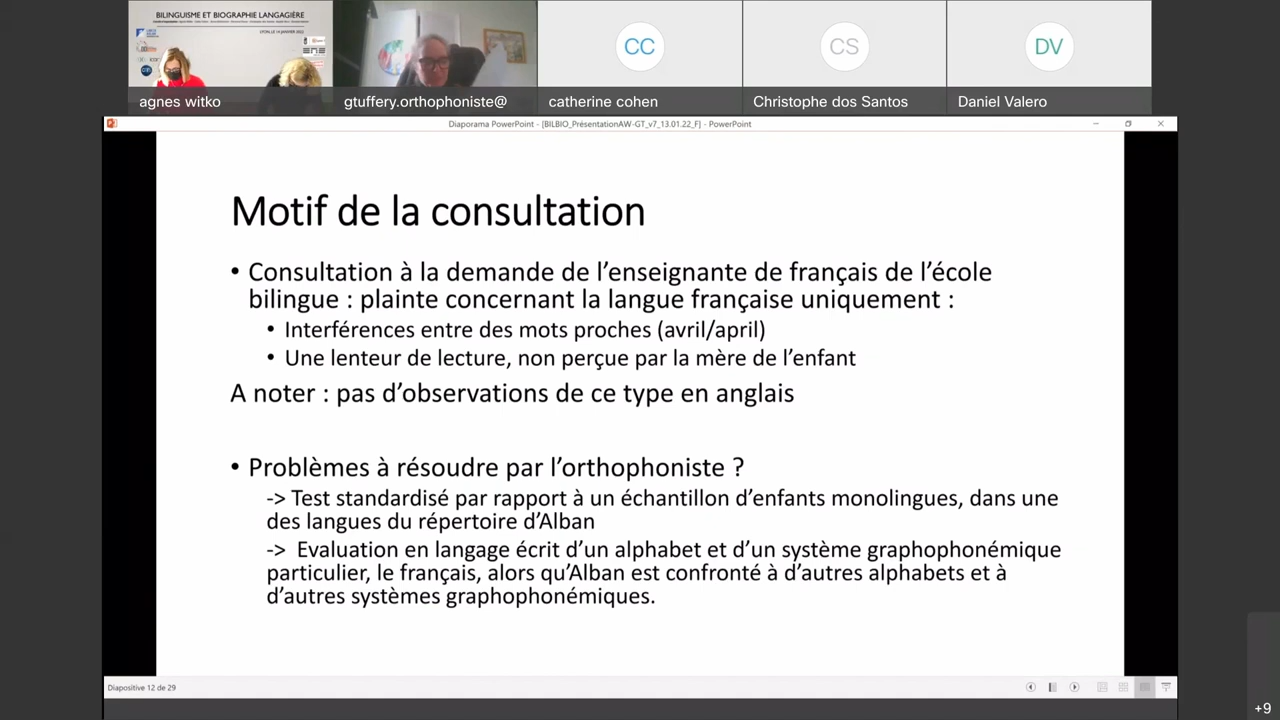 BILINGUISME ET BIOGRAPHIE LANGAGIÈRE
LYON, LE 14 JANVIER 2022
agnes witko
gtuffery.orthophoniste@
CC
catherine cohen
CS
Christophe dos Santos
DV
Daniel Valero
Diaporama PowerPoint - [BILBIO_PrésentationAW-GT_v7_13.01.22_F] - PowerPoint
Motif de la consultation
• Consultation à la demande de l’enseignante de français de l’école
bilingue : plainte concernant la langue française uniquement :
• Interférences entre des mots proches (avril/april)
• Une lenteur de lecture, non perçue par la mère de l’enfant
A noter : pas d’observations de ce type en anglais
• Problèmes à résoudre par l’orthophoniste ?
-> Test standardisé par rapport à un échantillon d’enfants monolingues, dans une
des langues du répertoire d’Alban
-> Evaluation en langage écrit d’un alphabet et d’un système graphophonémique
particulier, le français, alors qu’Alban est confronté à d’autres alphabets et à
d’autres systèmes graphophonémiques.
Diapositive 12 de 29
+9